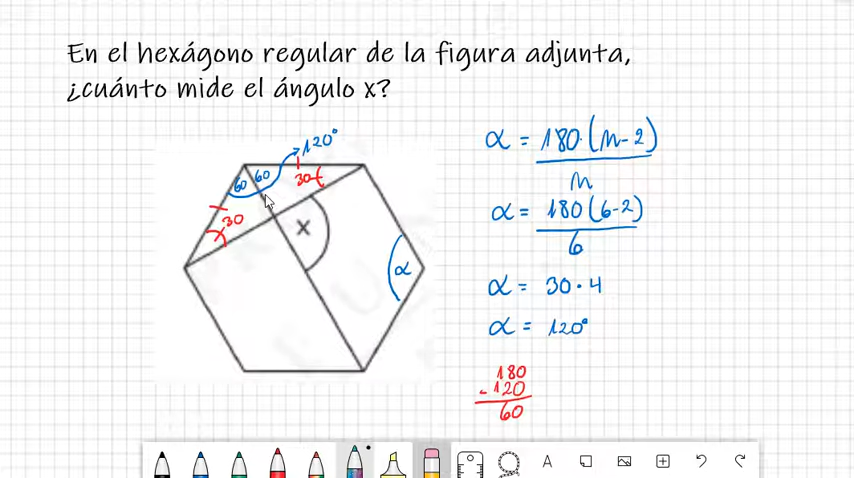 En el hexágono regular de la figura adjunta,
¿cuánto mide el ángulo x?
120°
60 60
30
30
x
α
α = 180·(n-2)
n
α = 180(6-2)
6
α = 30·4
α = 120°
180
-120
60
A